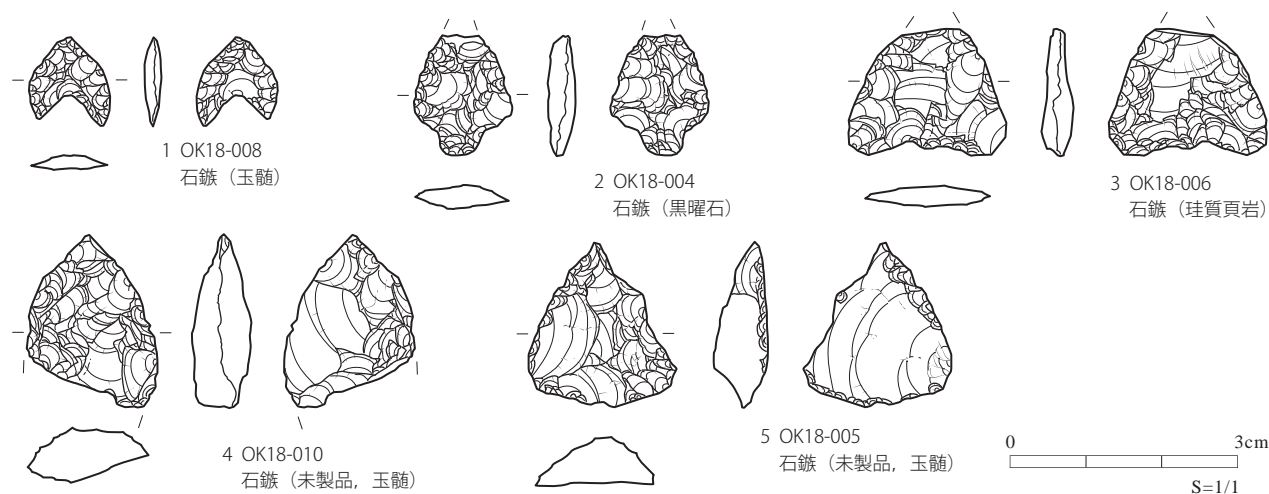 1 OK18-008
石鏃（玉髄）
2 OK18-004
石鏃（黒曜石）
3 OK18-006
石鏃（珪質頁岩）
4 OK18-010
石鏃（未製品，玉髄）
5 OK18-005
石鏃（未製品，玉髄）
0 3cm
S=1/1